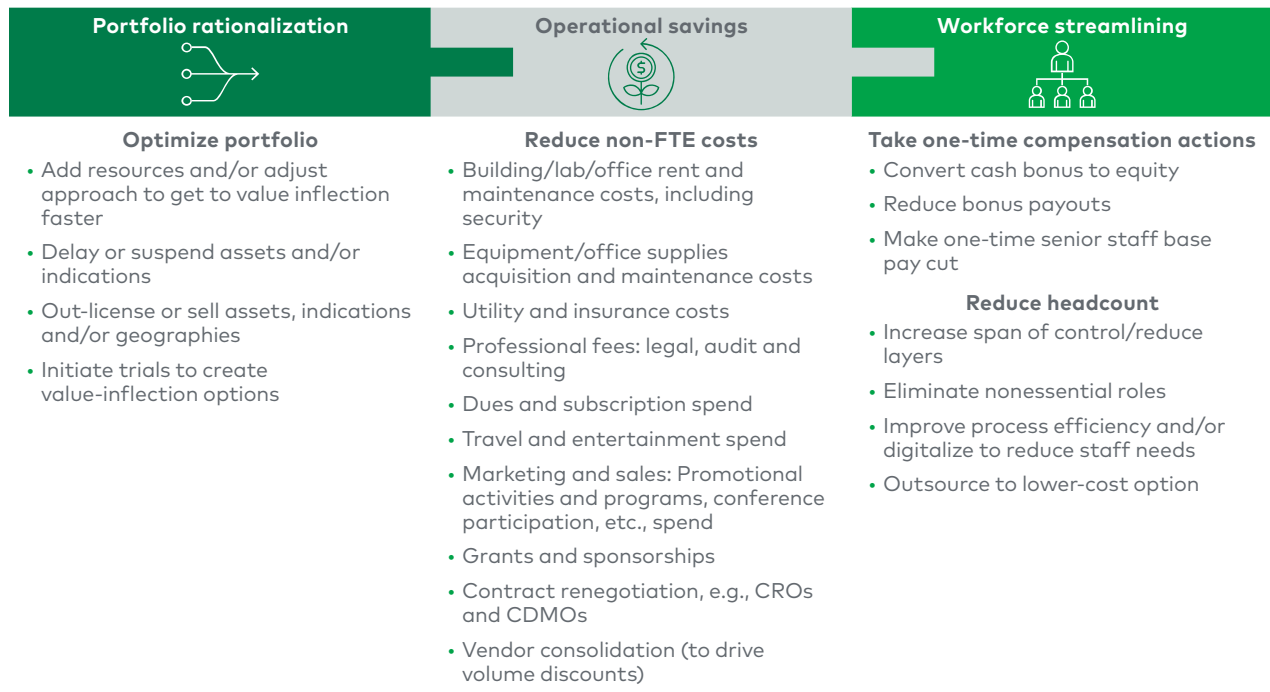 Portfolio rationalization
Operational savings
$
Workforce streamlining
Optimize portfolio
• Add resources and/or adjust
approach to get to value inflection
faster
• Delay or suspend assets and/or
indications
• Out-license or sell assets, indications
and/or geographies
• Initiate trials to create
value-inflection options
Reduce non-FTE costs
• Building/lab/office rent and
maintenance costs, including
security
• Equipment/office supplies
acquisition and maintenance costs
• Utility and insurance costs
• Professional fees: legal, audit and
consulting
• Dues and subscription spend
• Travel and entertainment spend
• Marketing and sales: Promotional
activities and programs, conference
participation, etc., spend
• Grants and sponsorships
• Contract renegotiation, e.g., CROs
and CDMOs
• Vendor consolidation (to drive
volume discounts)
Take one-time compensation actions
• Convert cash bonus to equity
• Reduce bonus payouts
• Make one-time senior staff base
pay cut
Reduce headcount
• Increase span of control/reduce
layers
• Eliminate nonessential roles
• Improve process efficiency and/or
digitalize to reduce staff needs
• Outsource to lower-cost option